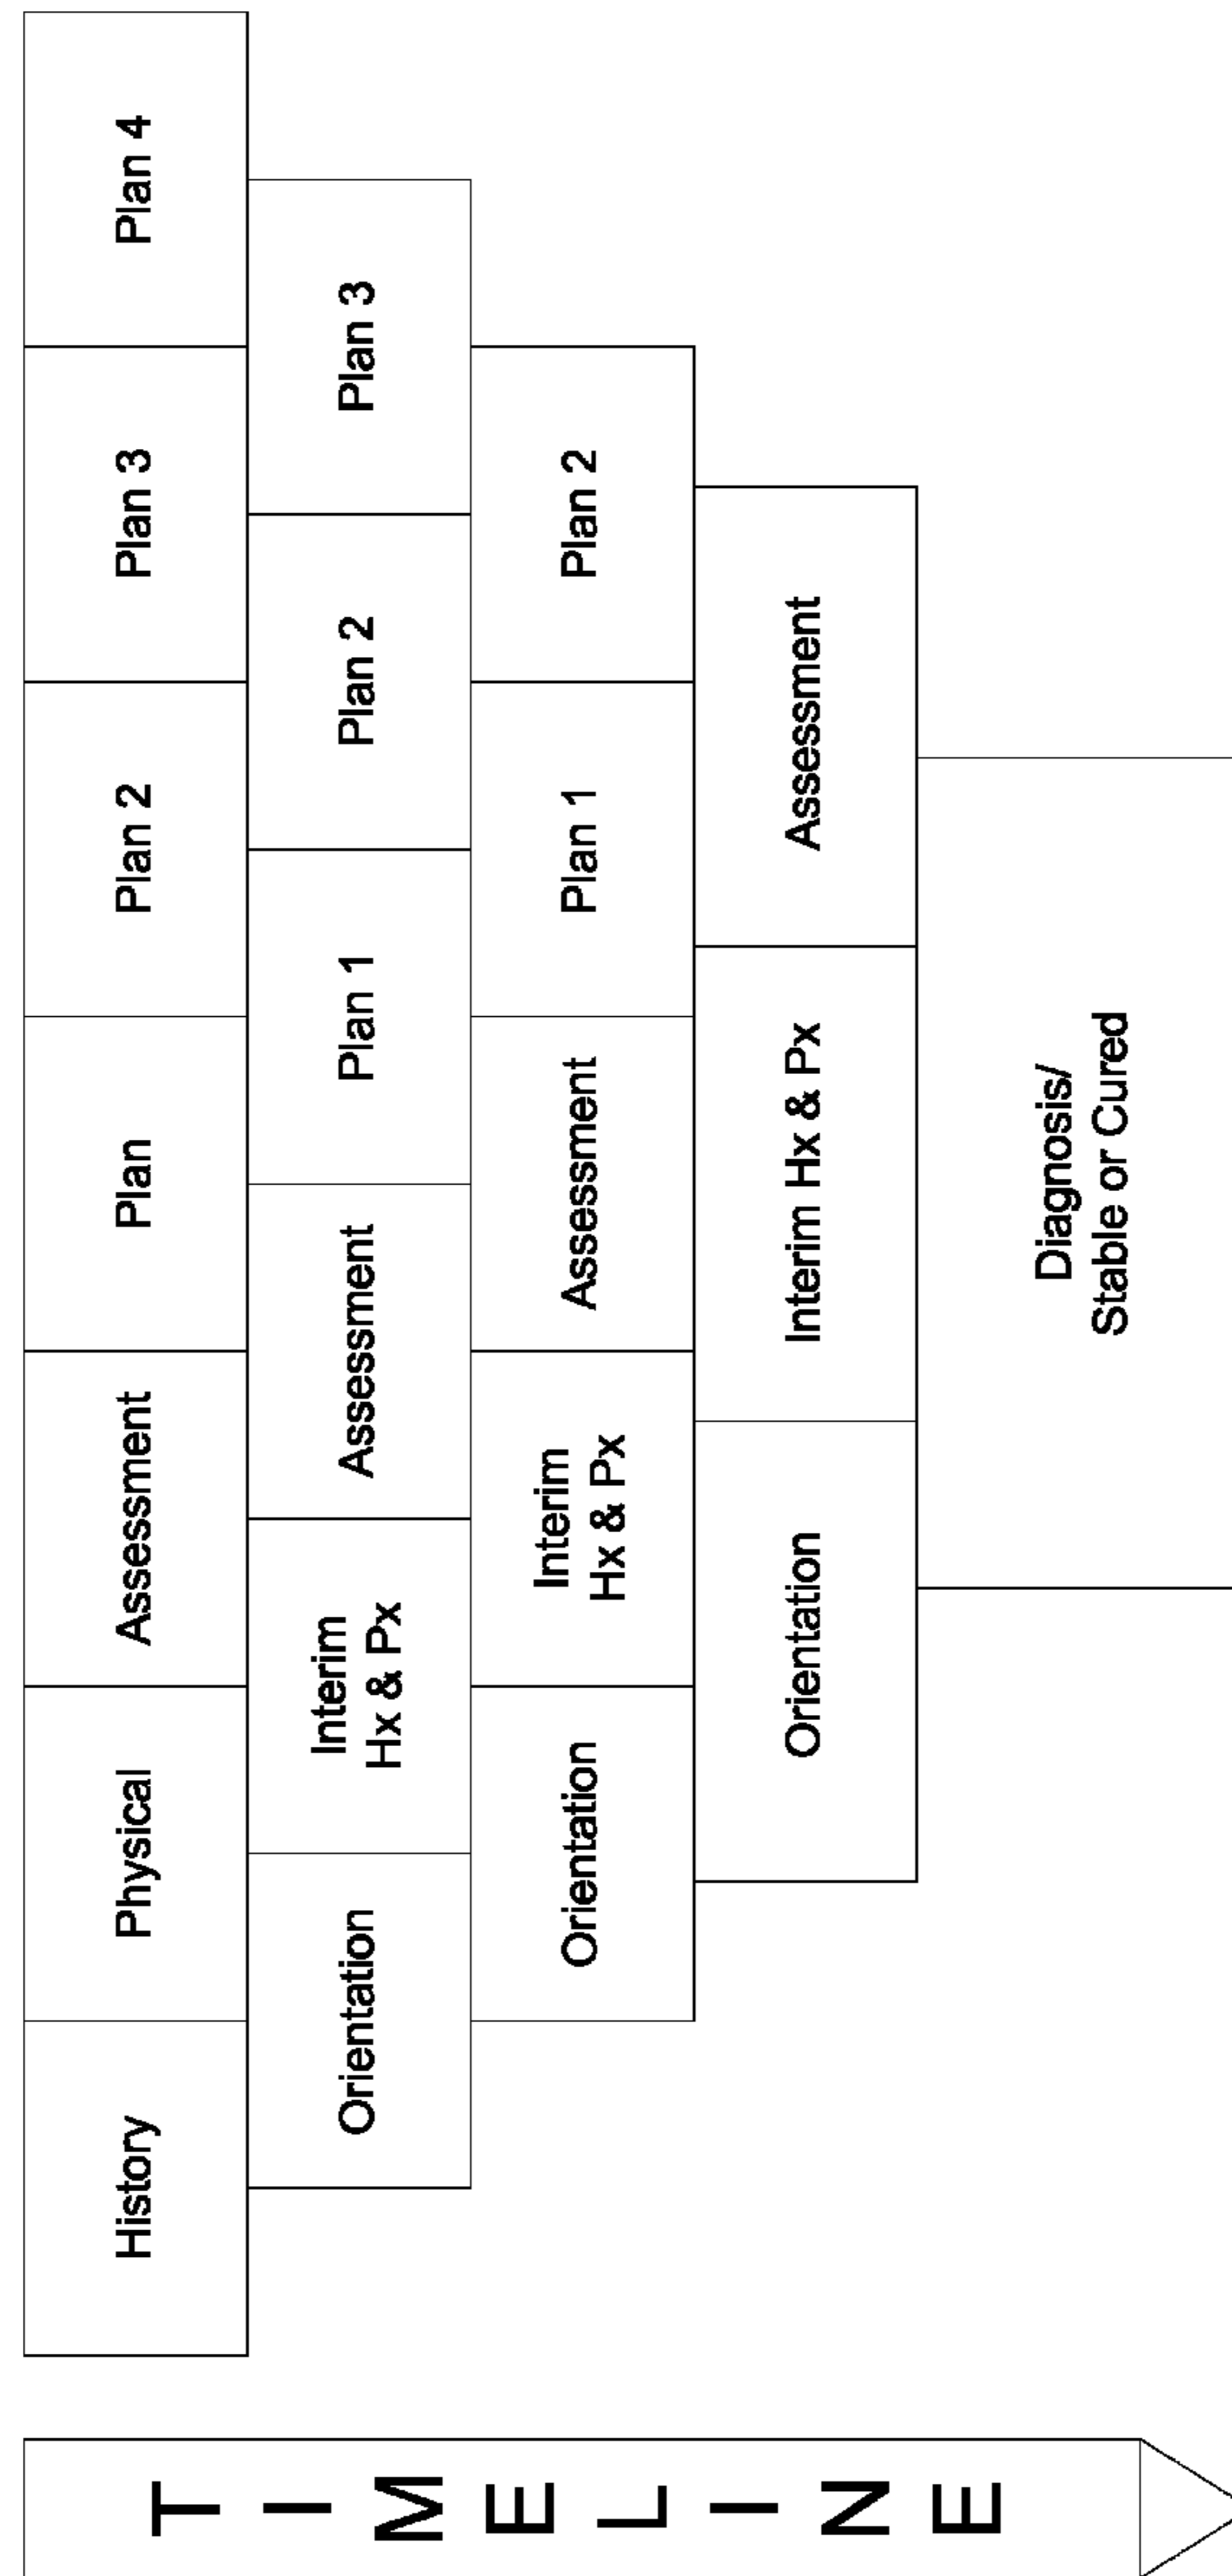 T
I
M
E
L
I
N
E
History
Physical
Assessment
Plan
Plan 2
Plan 3
Plan 4
Orientation
Interim
Hx & Px
Assessment
Plan 1
Plan 2
Plan 3
Orientation
Interim
Hx & Px
Assessment
Plan 1
Plan 2
Orientation
Interim Hx & Px
Assessment
Diagnosis/
Stable or Cured